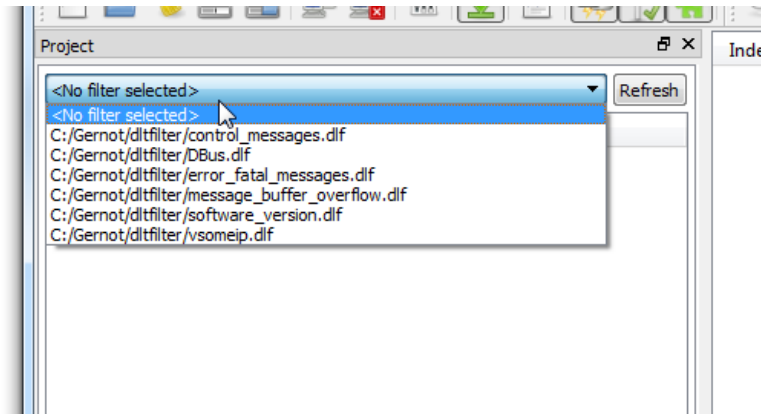 Project
Inde
<No filter selected>
Refresh
<No filter selected>
C:/Gernot/dltfilter/control_messages.dlf
C:/Gernot/dltfilter/DBus.dlf
C:/Gernot/dltfilter/error_fatal_messages.dlf
C:/Gernot/dltfilter/message_buffer_overflow.dlf
C:/Gernot/dltfilter/software_version.dlf
C:/Gernot/dltfilter/vsomeip.dlf